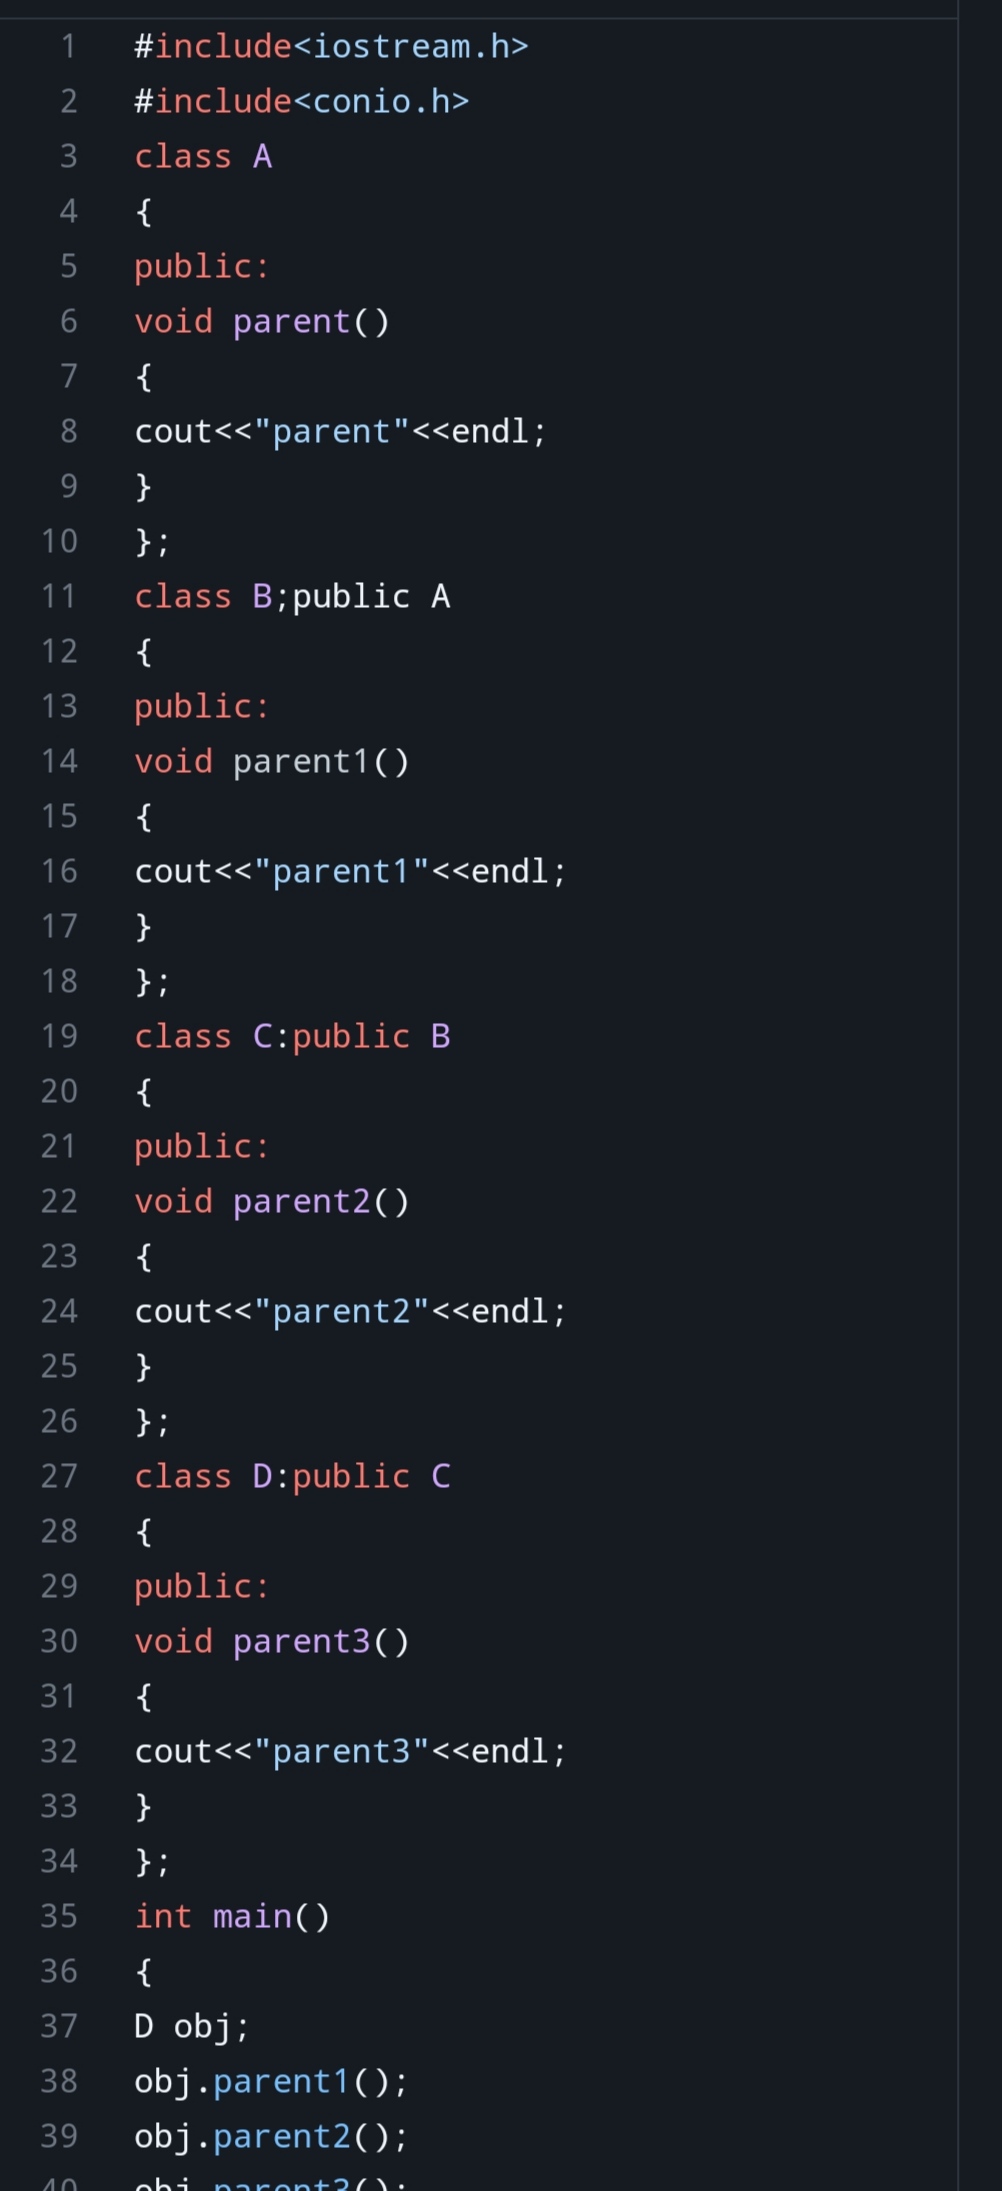 1 #include<iostream.h>
2 #include<conio.h>
3 class A
4 {
5 public:
6 void parent()
7 {
8 cout<<"parent"<<endl;
9 }
10 };
11 class B;public A
12 {
13 public:
14 void parent1()
15 {
16 cout<<"parent1"<<endl;
17 }
18 };
19 class C:public B
20 {
21 public:
22 void parent2()
23 {
24 cout<<"parent2"<<endl;
25 }
26 };
27 class D:public C
28 {
29 public:
30 void parent3()
31 {
32 cout<<"parent3"<<endl;
33 }
34 };
35 int main()
36 {
37 D obj;
38 obj.parent1();
39 obj.parent2();
40 obj.parent3();